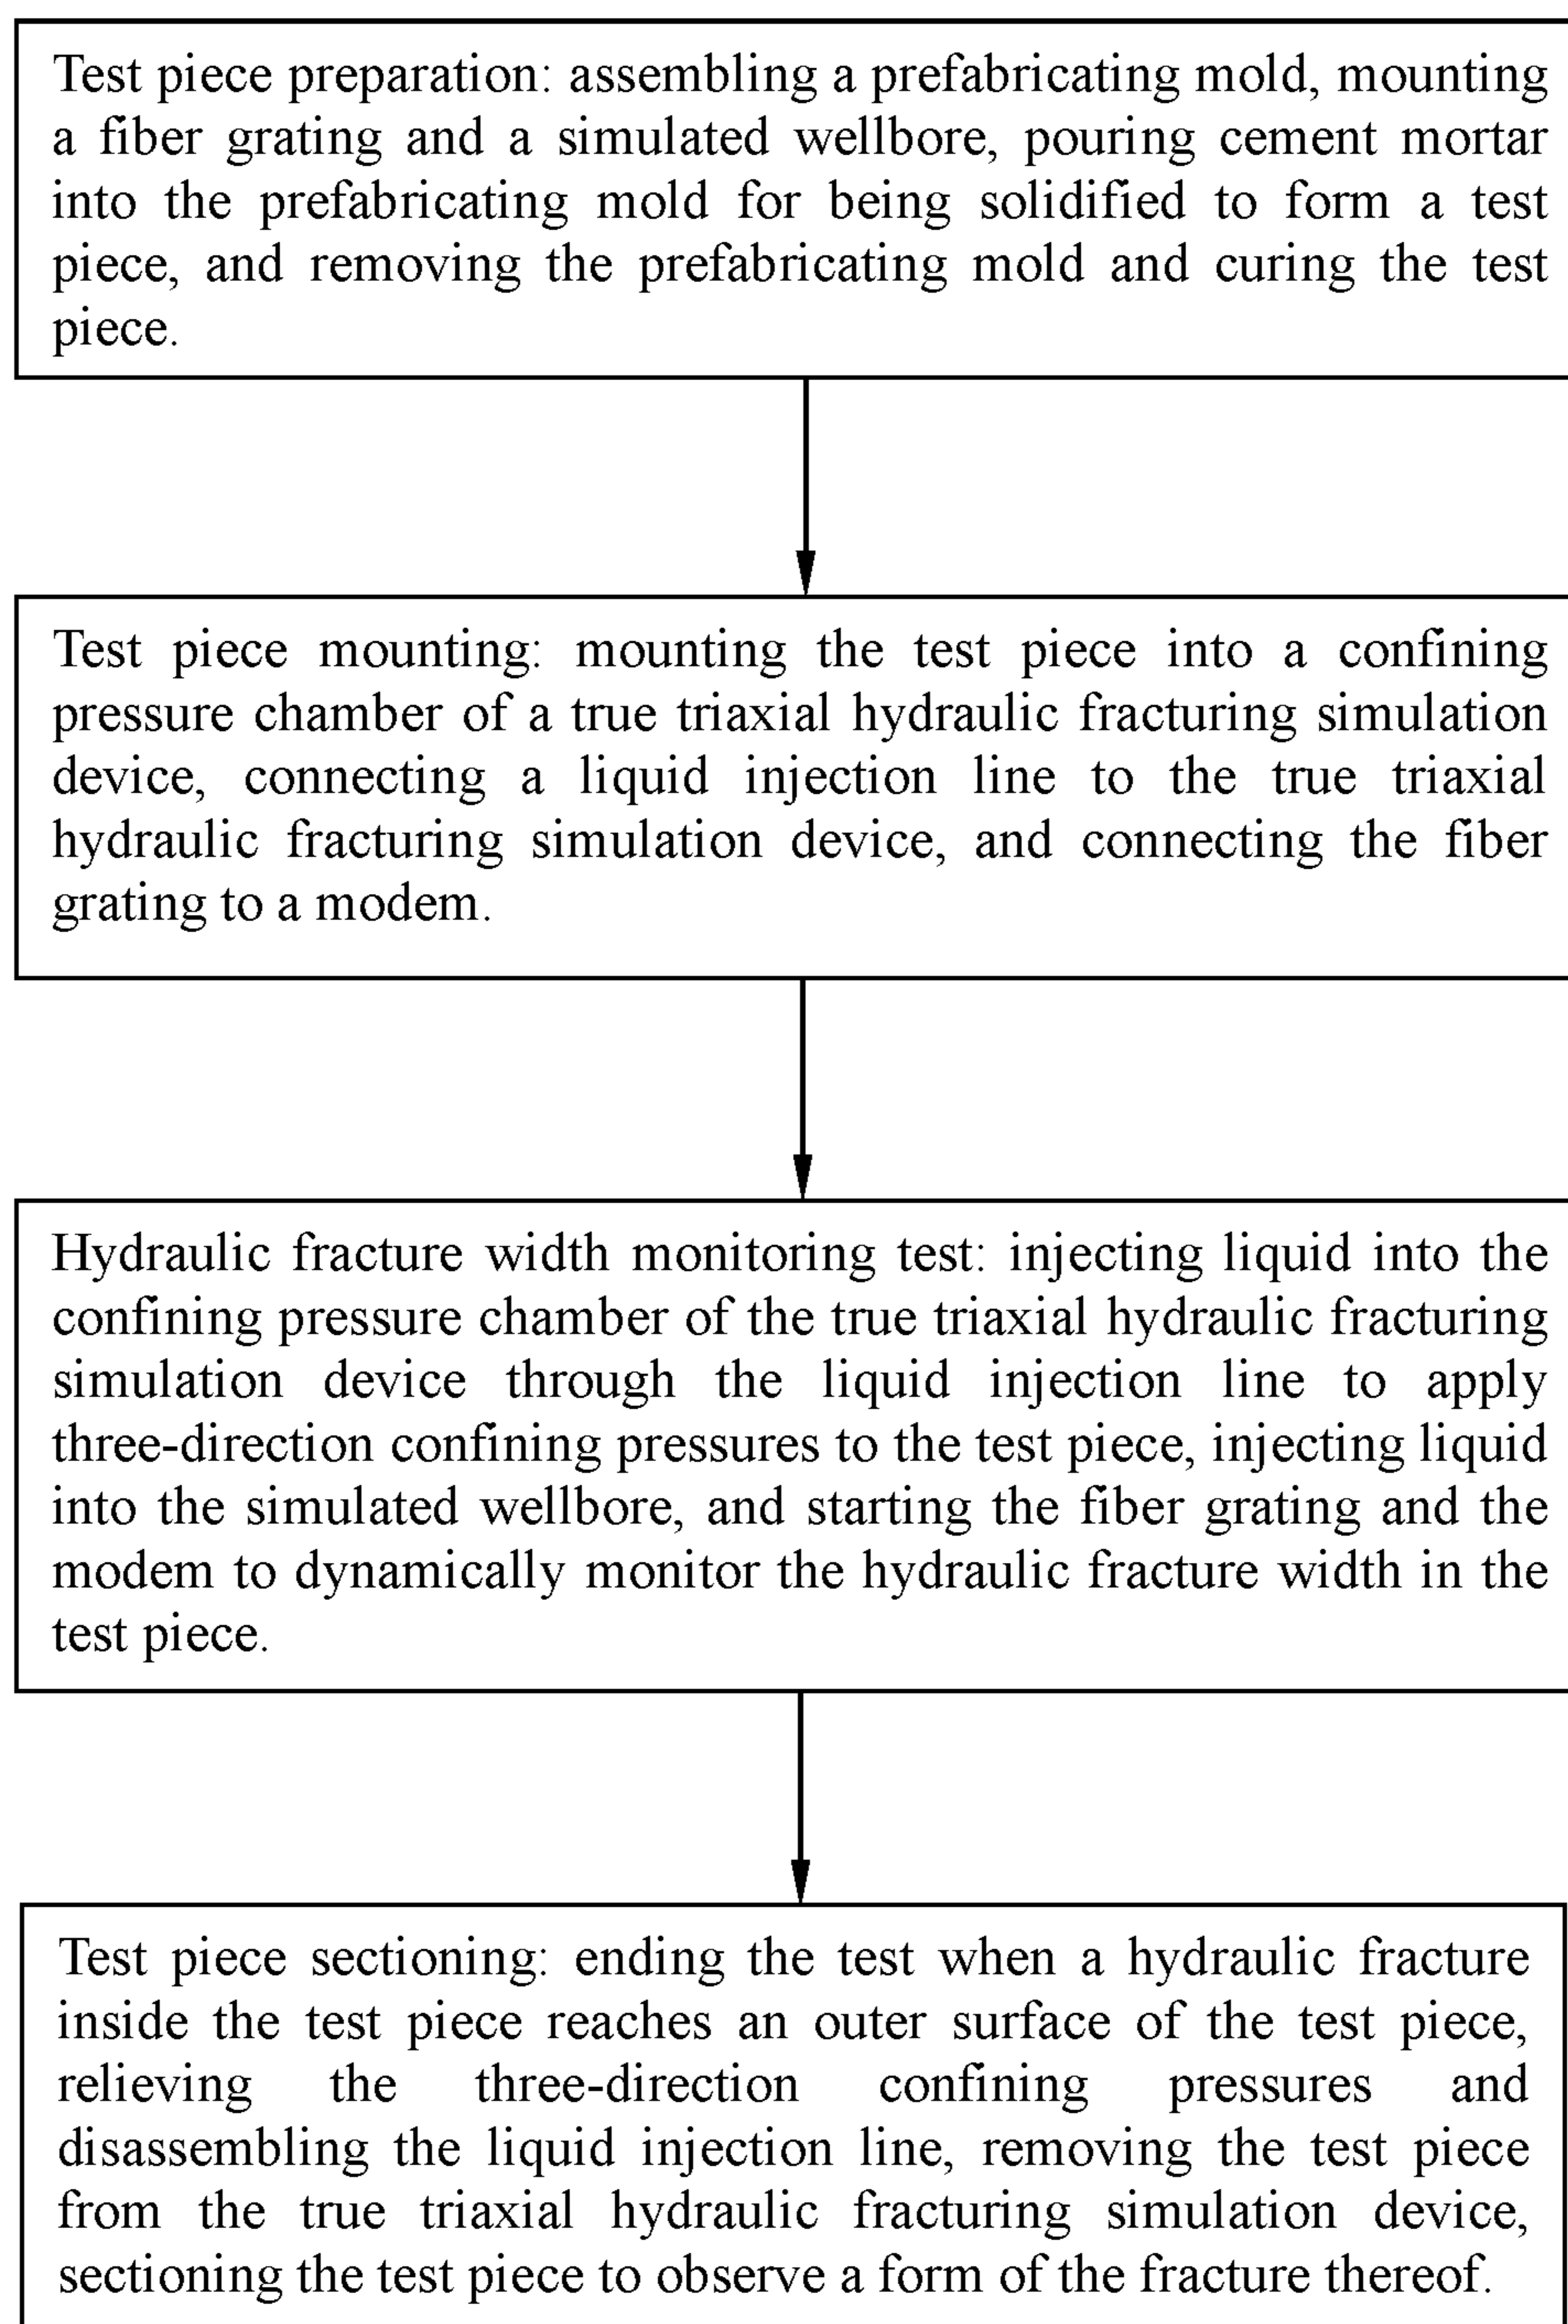 Test piece preparation: assembling a prefabricating mold, mounting
a fiber grating and a simulated wellbore, pouring cement mortar
into the prefabricating mold for being solidified to form a test
piece, and removing the prefabricating mold and curing the test
piece.
Test piece mounting: mounting the test piece into a confining
pressure chamber of a true triaxial hydraulic fracturing simulation
device, connecting a liquid injection line to the true triaxial
hydraulic fracturing simulation device, and connecting the fiber
grating to a modem.
Hydraulic fracture width monitoring test: injecting liquid into the
confining pressure chamber of the true triaxial hydraulic fracturing
simulation device through the liquid injection line to apply
three-direction confining pressures to the test piece, injecting liquid
into the simulated wellbore, and starting the fiber grating and the
modem to dynamically monitor the hydraulic fracture width in the
test piece.
Test piece sectioning: ending the test when a hydraulic fracture
inside the test piece reaches an outer surface of the test piece,
relieving the three-direction confining pressures and
disassembling the liquid injection line, removing the test piece
from the true triaxial hydraulic fracturing simulation device,
sectioning the test piece to observe a form of the fracture thereof.